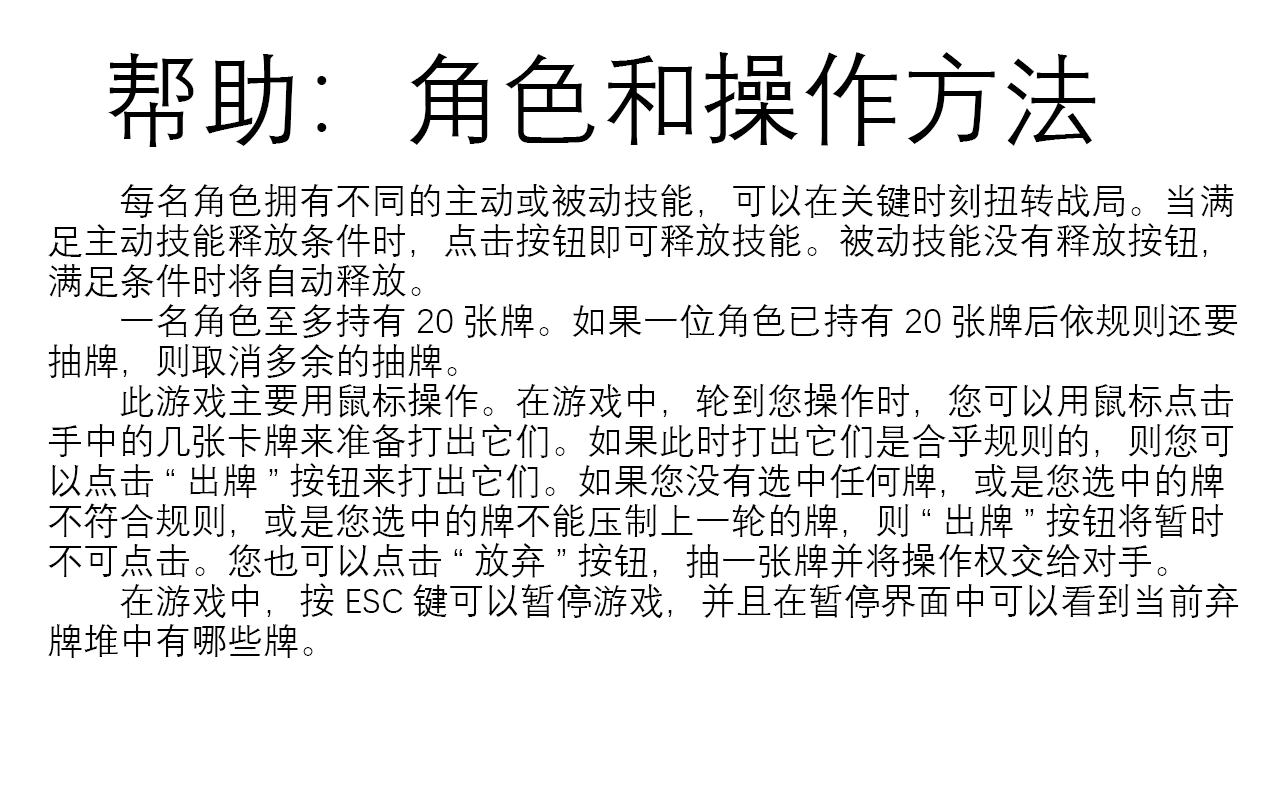 帮助：角色和操作方法
每名角色拥有不同的主动或被动技能，可以在关键时刻扭转战局。当满
足主动技能释放条件时，点击按钮即可释放技能。被动技能没有释放按钮，
满足条件时将自动释放。
一名角色至多持有 20 张牌。如果一位角色已持有 20 张牌后依规则还要
抽牌，则取消多余的抽牌。
此游戏主要用鼠标操作。在游戏中，轮到您操作时，您可以用鼠标点击
手中的几张卡牌来准备打出它们。如果此时打出它们是合乎规则的，则您可
以点击 “ 出牌 ” 按钮来打出它们。如果您没有选中任何牌，或是您选中的牌
不符合规则，或是您选中的牌不能压制上一轮的牌，则 “ 出牌 ” 按钮将暂时
不可点击。您也可以点击 “ 放弃 ” 按钮，抽一张牌并将操作权交给对手。
在游戏中，按 ESC 键可以暂停游戏，并且在暂停界面中可以看到当前弃
牌堆中有哪些牌。